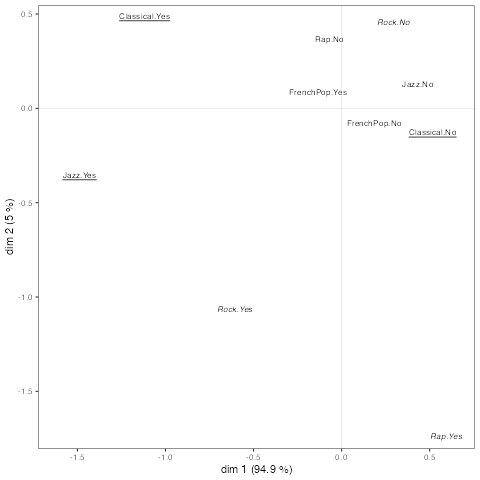 0.5
Classical.Yes
Rock.No
Rap.No
Jazz.No
FrenchPop.Yes
0.0
FrenchPop.No
Classical.No
Jazz.Yes
-0.5
dim 2 (5 %)
-1.0
Rock.Yes
-1.5
Rap.Yes
-1.5 -1.0 -0.5 0.0 0.5
dim 1 (94.9 %)